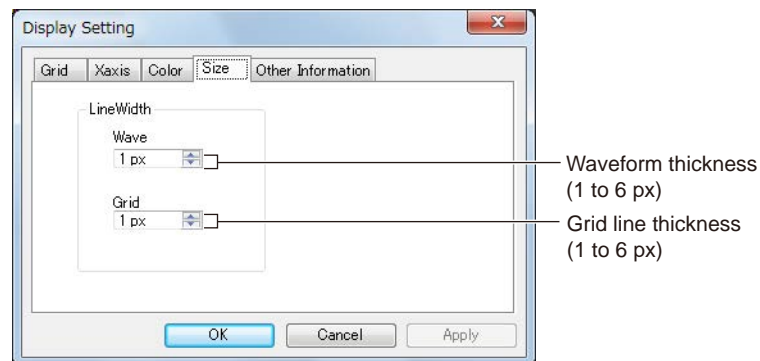 Display Setting
x
Grid Xaxis Color Size Other Information
LineWidth
Wave
1 px
Waveform thickness
(1 to 6 px)
Grid
1 px
Grid line thickness
(1 to 6 px)
OK Cancel Apply